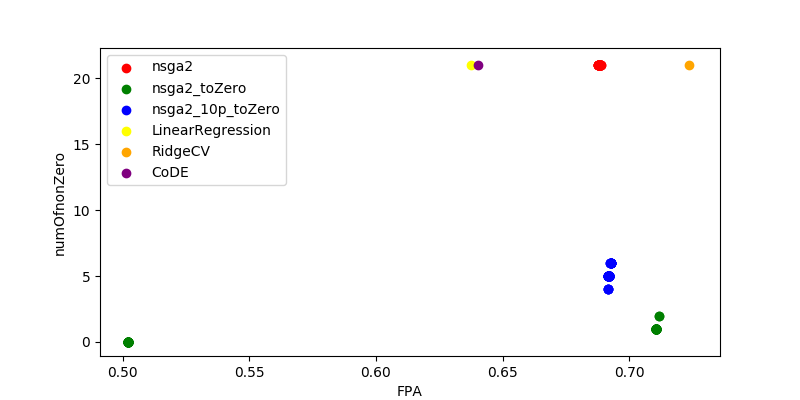 nsga2
nsga2_toZero
nsga2_10p_toZero
LinearRegression
RidgeCV
CoDE
20
15
10
5
0
numOfnonZero
0.50 0.55 0.60 0.65 0.70
FPA